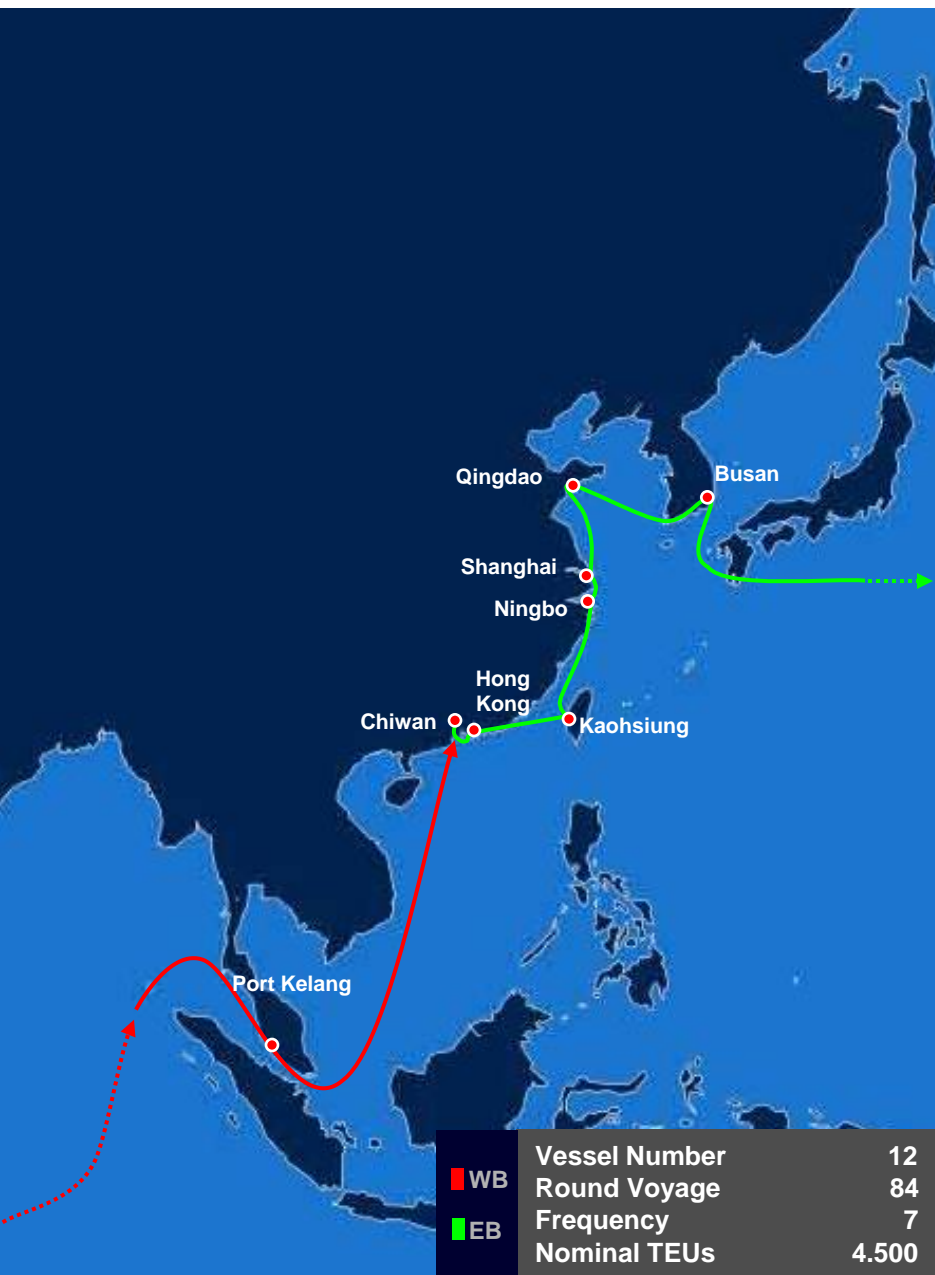 Qingdao
Busan
Shanghai
Ningbo
Hong
Kong
Chiwan
Kaohsiung
Port Kelang
WB
EB
Vessel Number 12
Round Voyage 84
Frequency 7
Nominal TEUs 4.500